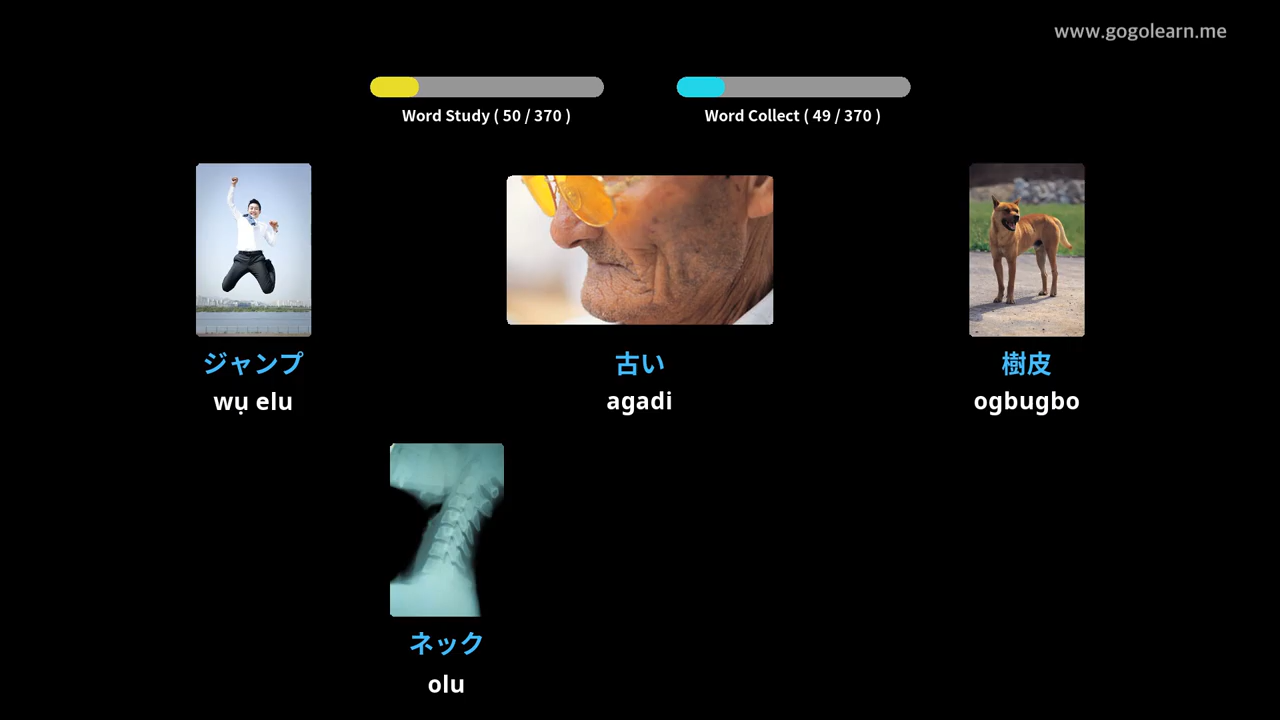 www.gogolearn.me
Word Study ( 50 / 370 )
Word Collect ( 49 / 370 )
ジャンプ
wụ elu
古い
agadi
樹皮
ogbugbo
ネック
olu